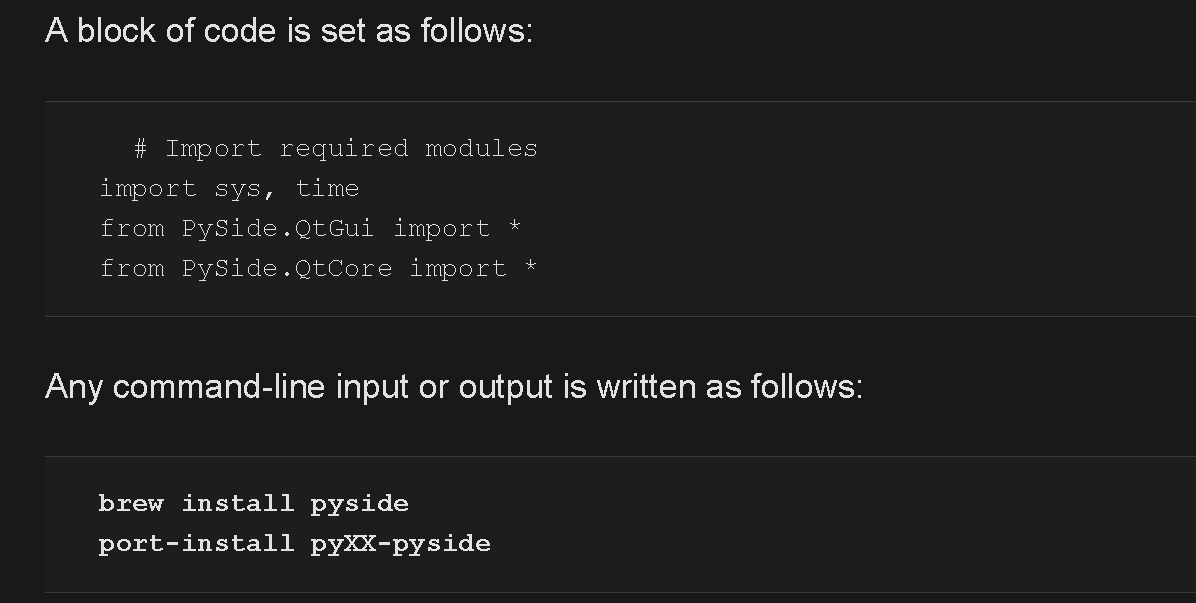 A block of code is set as follows:
# Import required modules
import sys, time
from PySide.QtGui import *
from PySide.QtCore import *
Any command-line input or output is written as follows:
brew install pyside
port-install pyXX-pyside